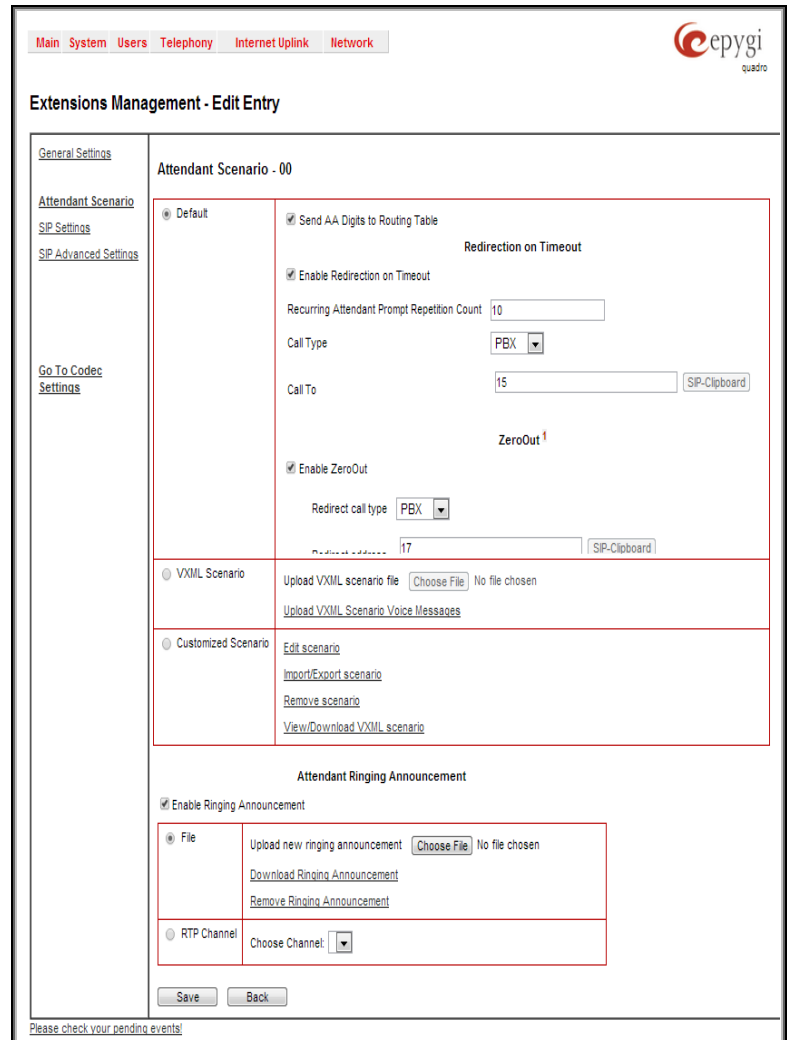 Main System Users Telephony Internet Uplink Network
epygi
quadro
Extensions Management - Edit Entry
General Settings
Attendant Scenario
SIP Settings
SIP Advanced Settings
Go To Codec
Settings
Attendant Scenario - 00
Default
Send AA Digits to Routing Table
Redirection on Timeout
Enable Redirection on Timeout
Recurring Attendant Prompt Repetition Count 10
Call Type PBX
Call To 15 SIP-Clipboard
ZeroOut 1
Enable ZeroOut
Redirect call type PBX
Redirect address 17 SIP-Clipboard
VXML Scenario
Upload VXML scenario file Choose File No file chosen
Upload VXML Scenario Voice Messages
Customized Scenario
Edit scenario
Import/Export scenario
Remove scenario
View/Download VXML scenario
Attendant Ringing Announcement
Enable Ringing Announcement
File
Upload new ringing announcement Choose File No file chosen
Download Ringing Announcement
Remove Ringing Announcement
RTP Channel
Choose Channel:
Save Back
Please check your pending events!